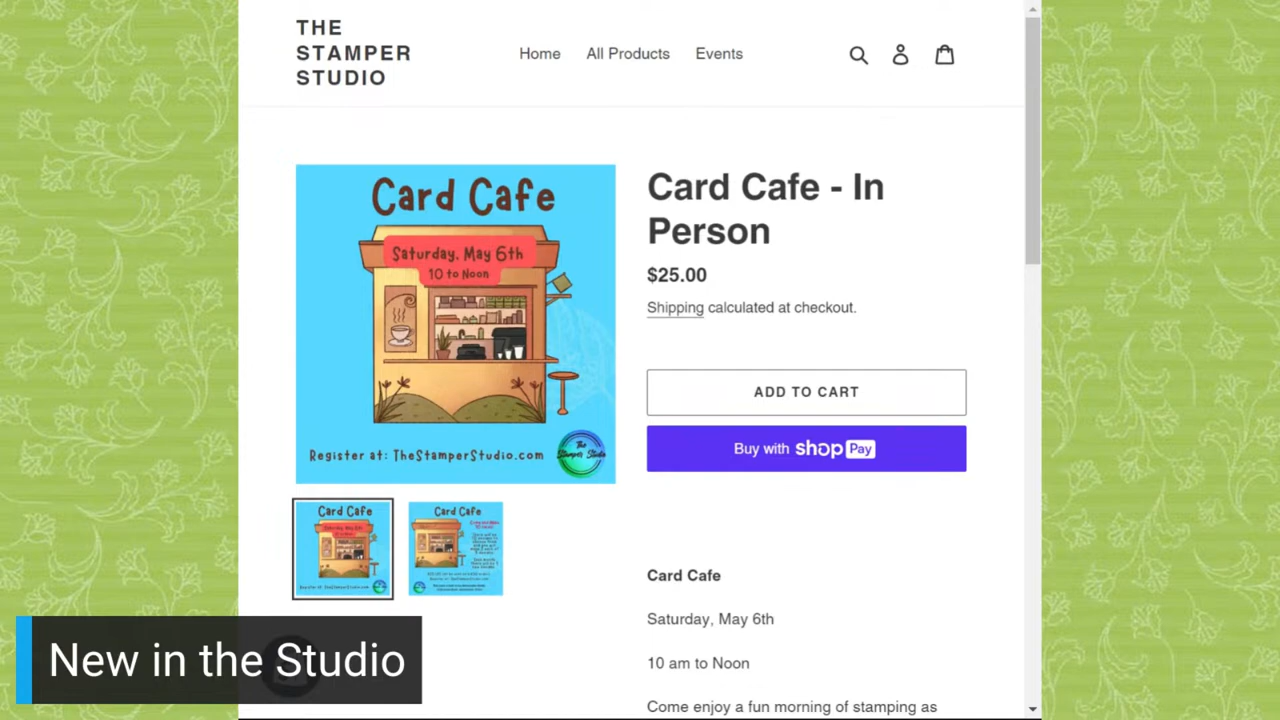 THE
STAMPER
STUDIO
Home All Products Events
Card Cafe
Saturday, May 6th
10 to Noon
Register at: TheStamperStudio.com
The
Stamper Studio
Card Cafe - In
Person
$25.00
Shipping calculated at checkout.
ADD TO CART
Buy with shop Pay
Card Cafe
Card Cafe
Card Cafe
Saturday, May 6th
10 am to Noon
Come enjoy a fun morning of stamping as
New in the Studio